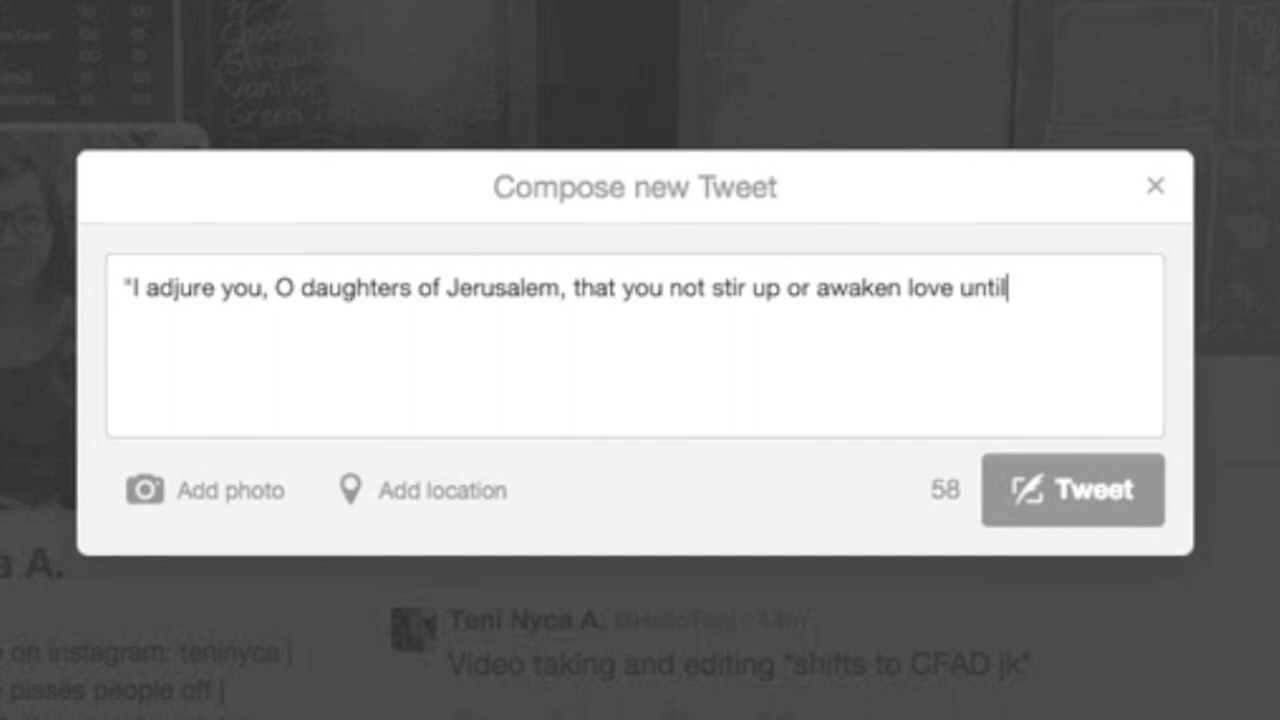 Compose new Tweet
×
"I adjure you, O daughters of Jerusalem, that you not stir up or awaken love until
Add photo
Add location
58
Tweet
a A.
Teni Nyca A.
on instagram: teninyca |
Video taking and editing *shifts to CFAD jk*
pisses people off |
Vanilla
Green